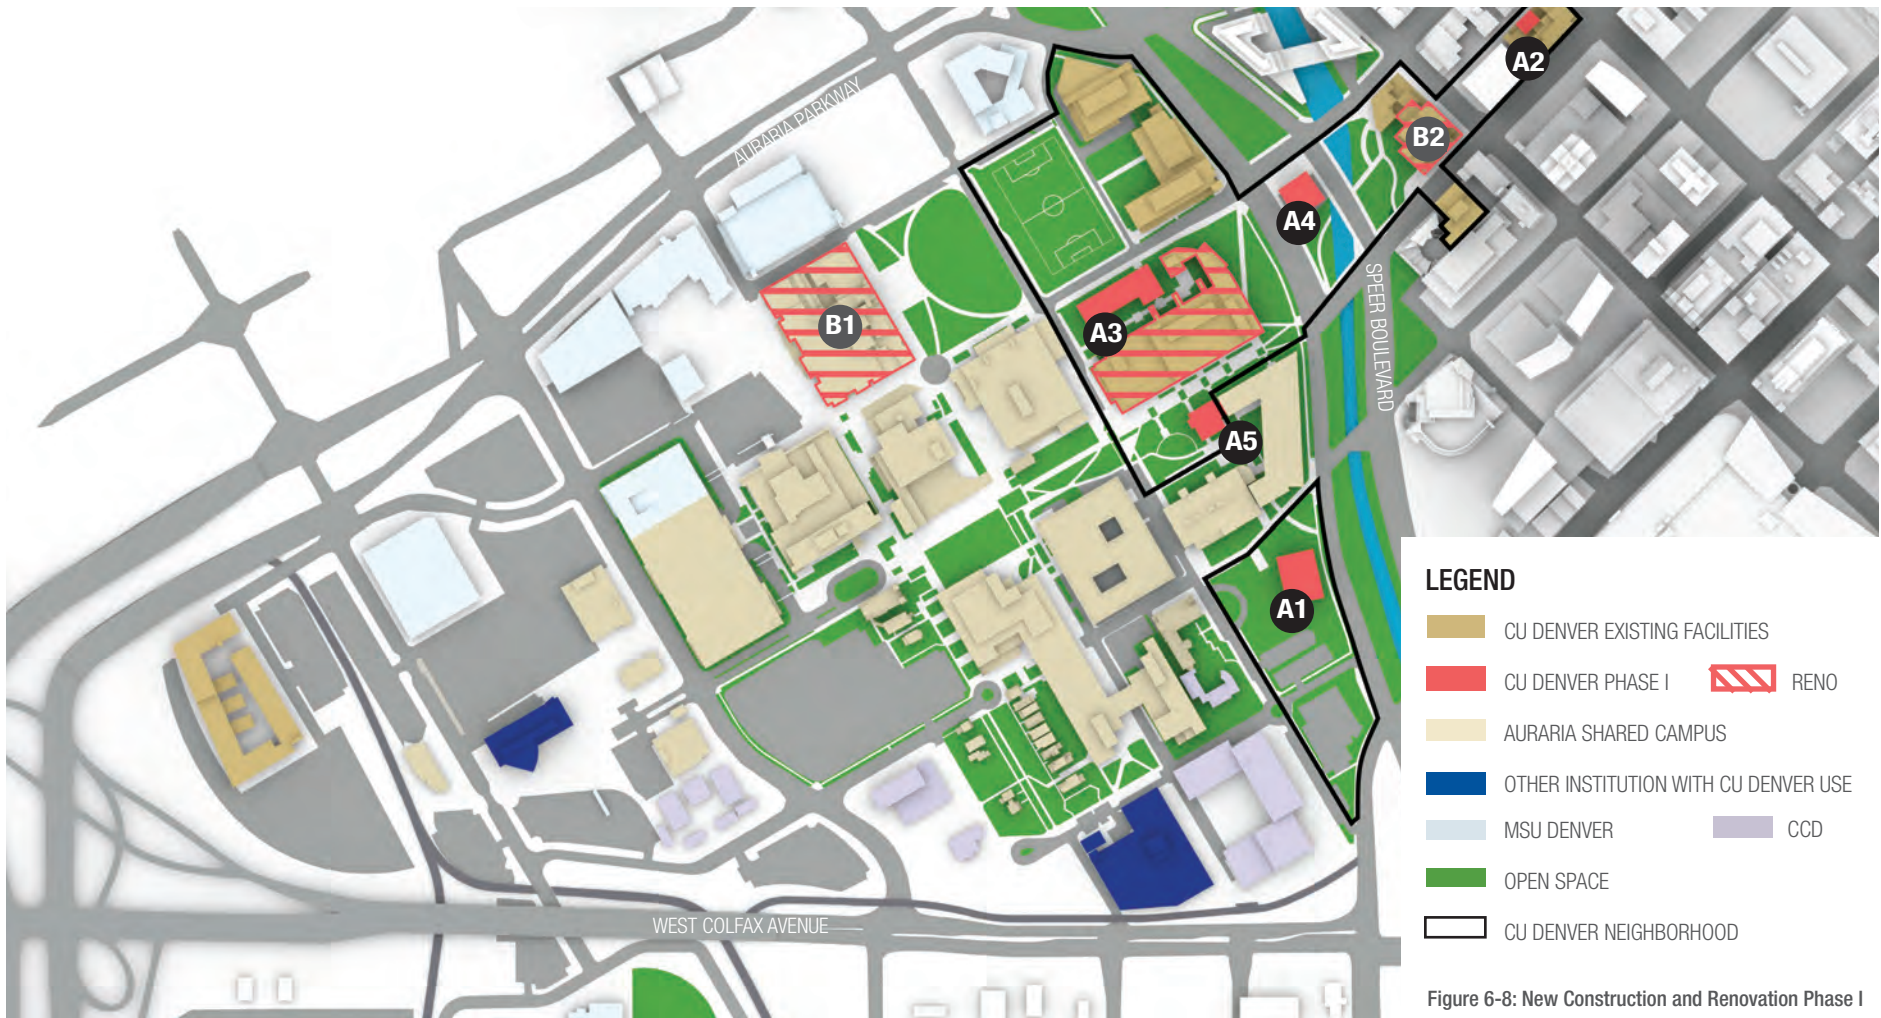 A2
AURARIA PARKWAY
B2
A4
B1
A3
SPEER BOULEVARD
A5
A1
LEGEND
CU DENVER EXISTING FACILITIES
CU DENVER PHASE I
RENO
AURARIA SHARED CAMPUS
OTHER INSTITUTION WITH CU DENVER USE
MSU DENVER
CCD
OPEN SPACE
CU DENVER NEIGHBORHOOD
WEST COLFAX AVENUE
Figure 6-8: New Construction and Renovation Phase I